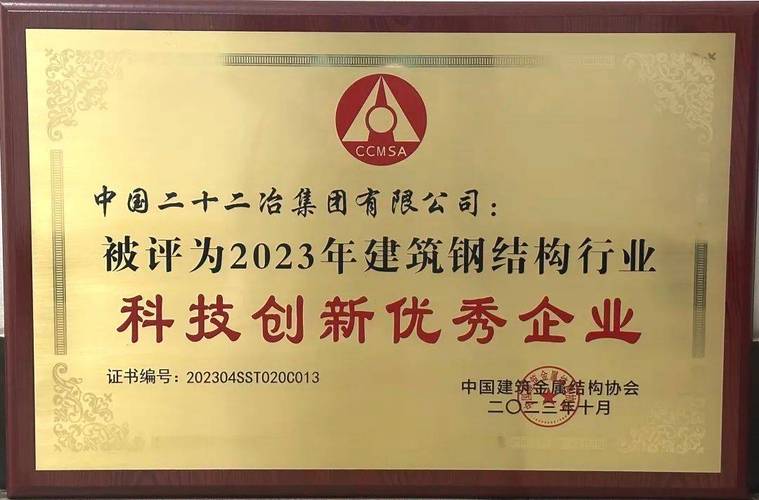 CCMSA
中国二十二冶集团有限公司：
被评为2023年建筑钢结构行业
科技创新优秀企业
证书编号：202304SST020C013
中国建筑金属结构协会
二〇二三年十月